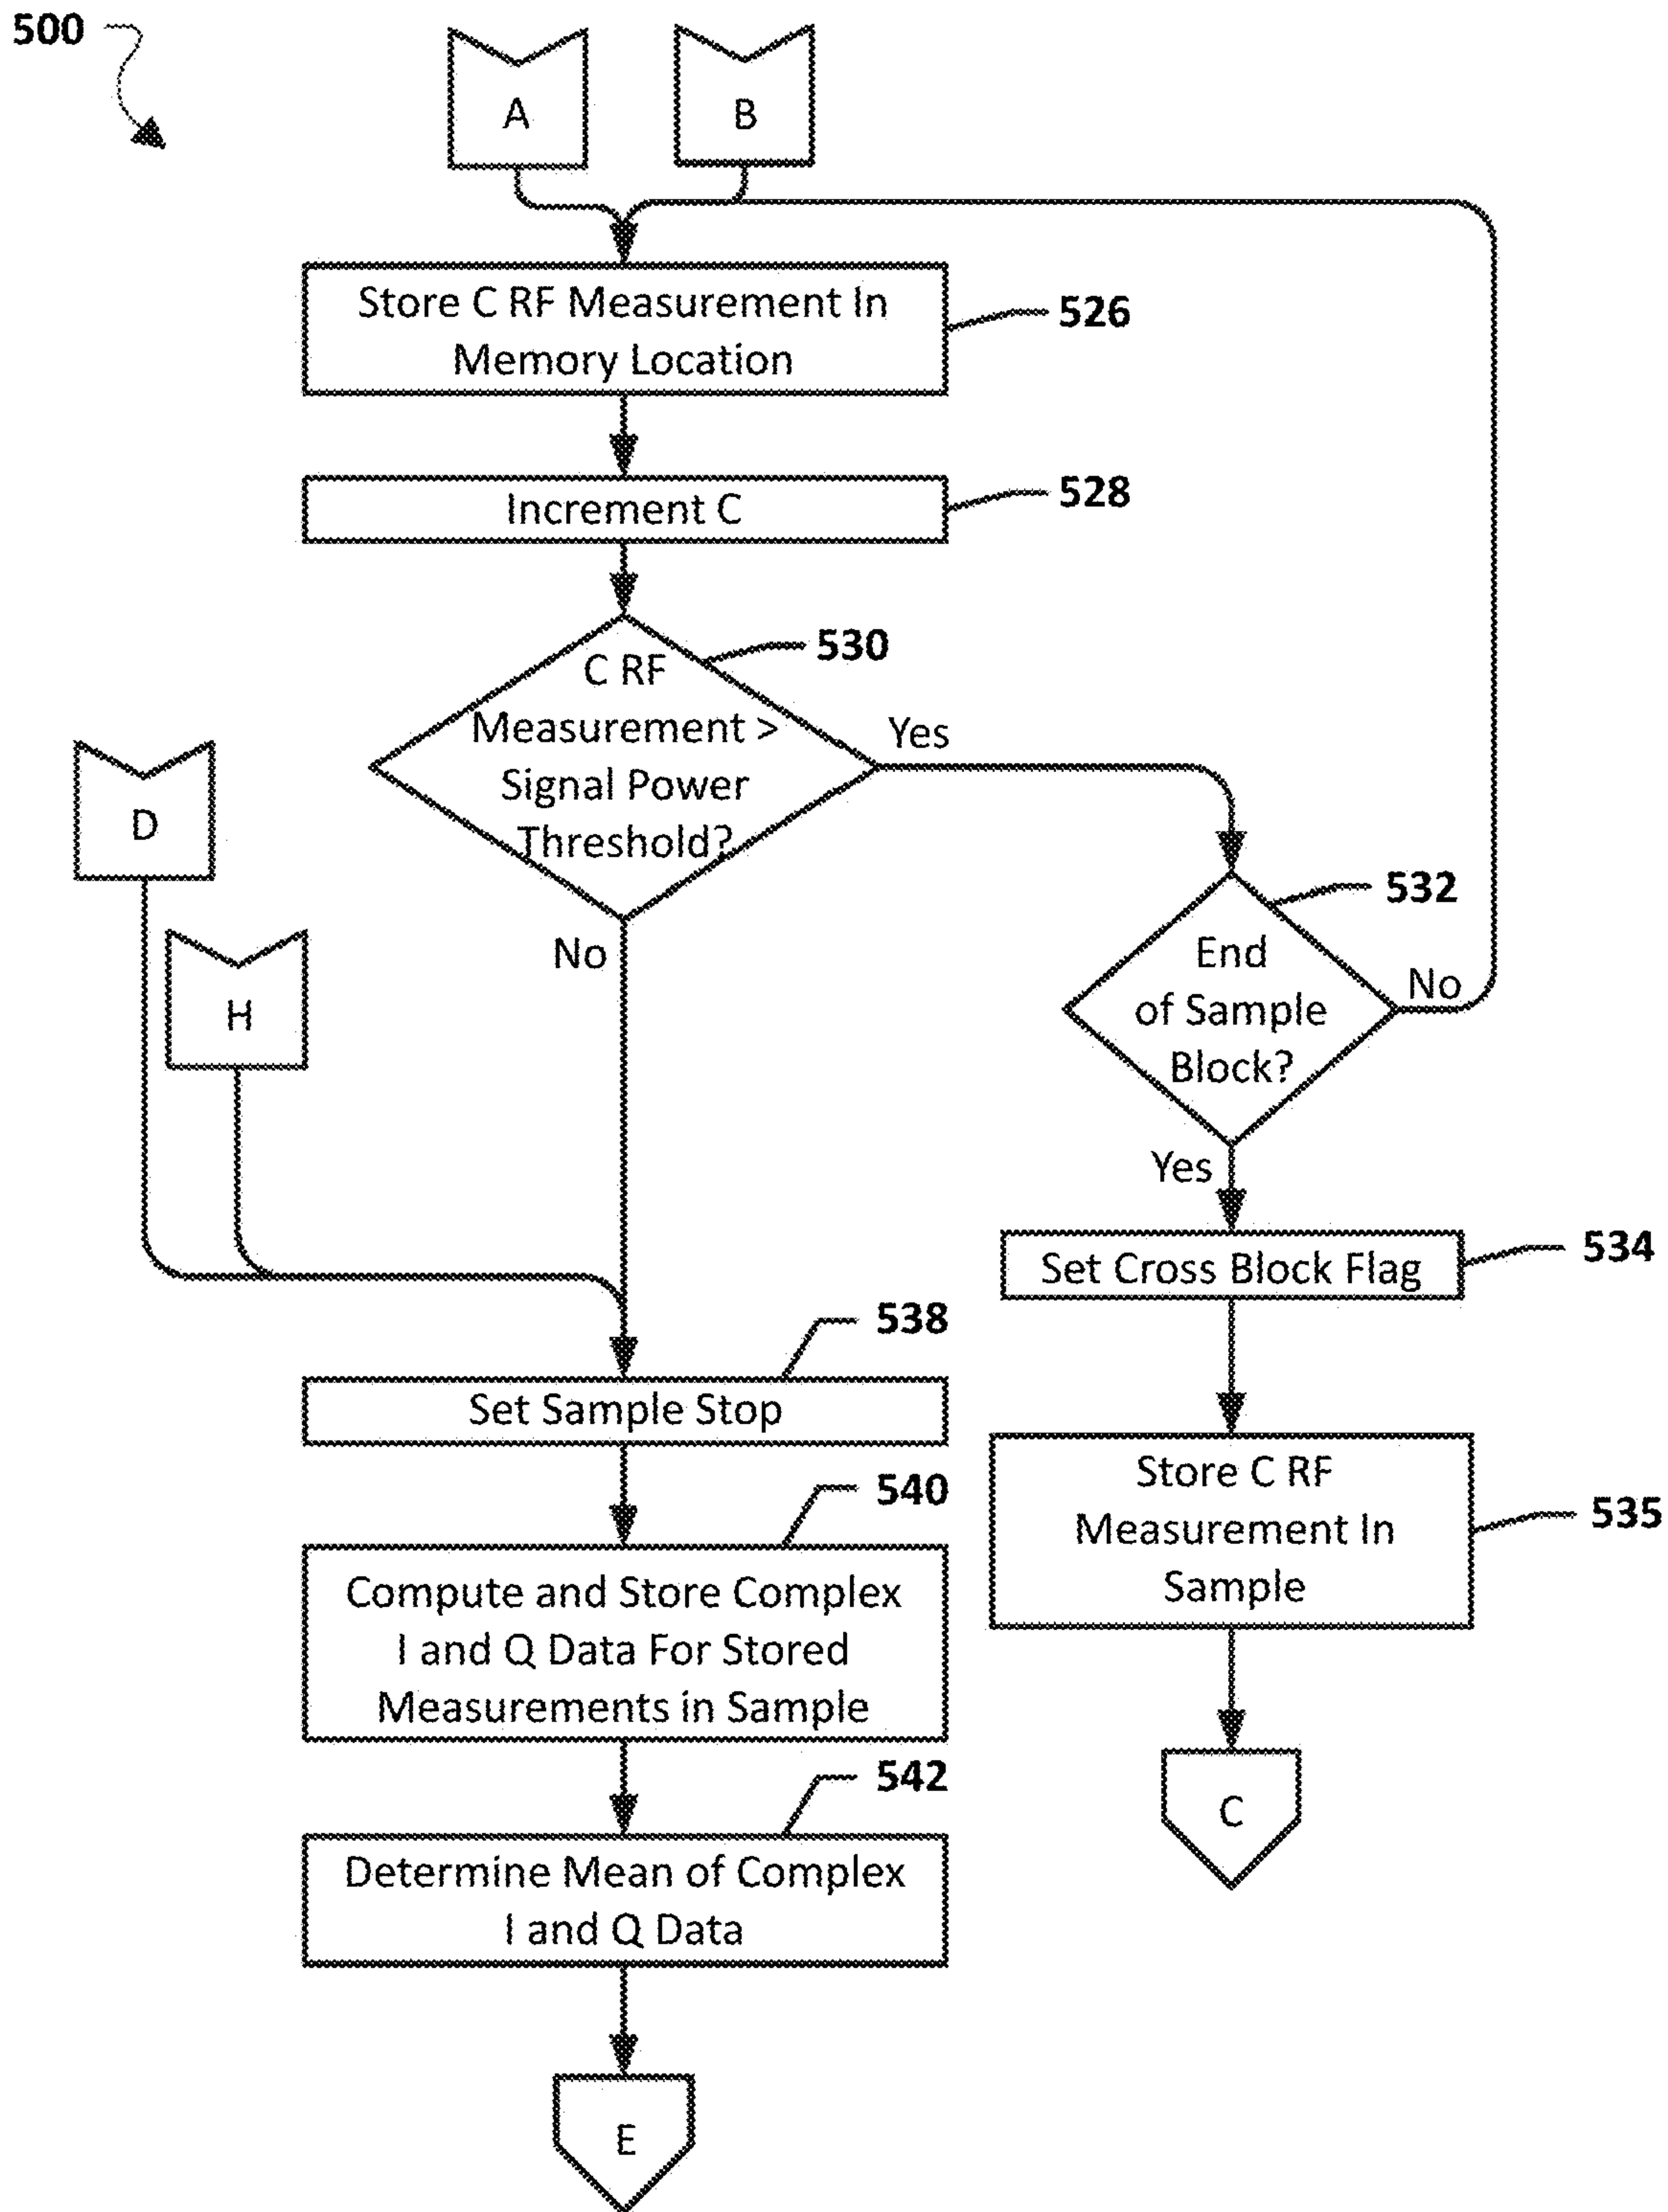 500
A
B
Store C RF Measurement In
Memory Location
526
Increment C
528
530
C RF
Measurement >
Signal Power
Threshold?
Yes
D
532
End
of Sample
Block?
No
No
H
Yes
Set Cross Block Flag
534
538
Set Sample Stop
Store C RF
Measurement In
Sample
535
540
Compute and Store Complex
I and Q Data For Stored
Measurements in Sample
542
C
Determine Mean of Complex
I and Q Data
E